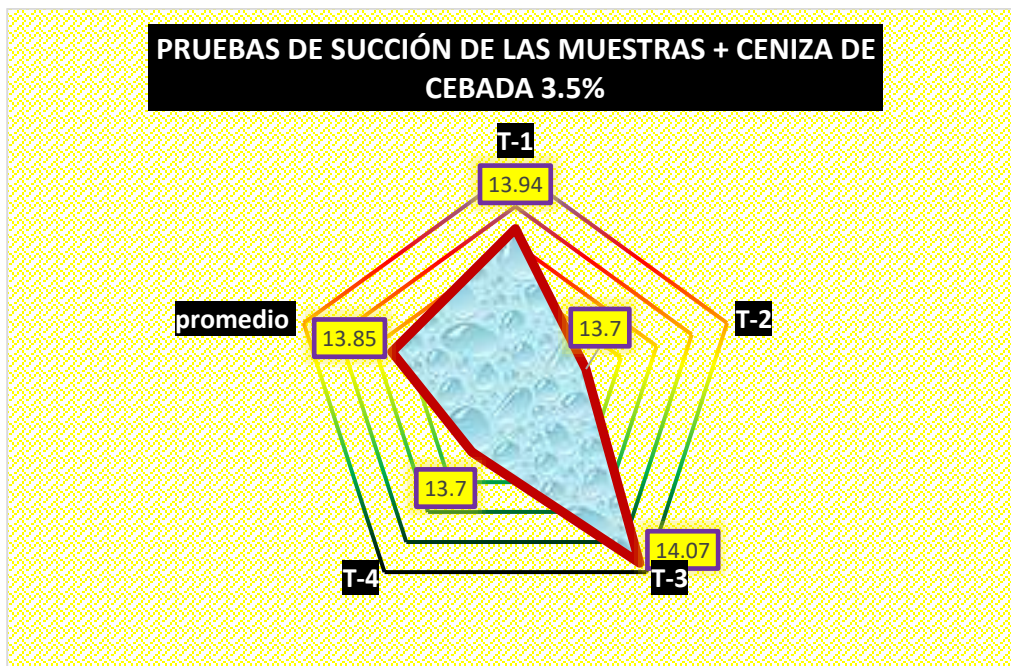 PRUEBAS DE SUCCIÓN DE LAS MUESTRAS + CENIZA DE
CEBADA 3.5%
T-1
13.94
promedio
13.85
13.7
T-2
13.7
14.07
T-4
T-3